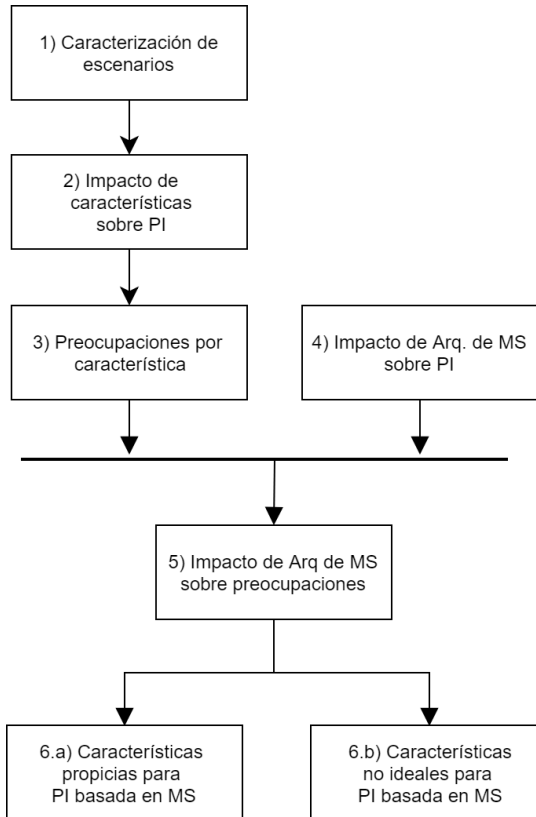 1) Caracterización de
escenarios
2) Impacto de
características
sobre PI
3) Preocupaciones por
característica
4) Impacto de Arq. de MS
sobre PI
5) Impacto de Arq de MS
sobre preocupaciones
6.a) Características
propicias para
PI basada en MS
6.b) Características
no ideales para
PI basada en MS